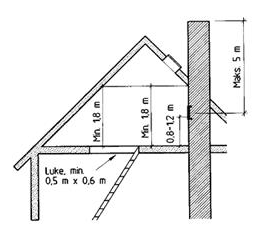 Maks. 5 m
Min. 1,8 m
Min. 1,8 m
0,8-1,2 m
Luke, min.
0,5 m x 0,6 m